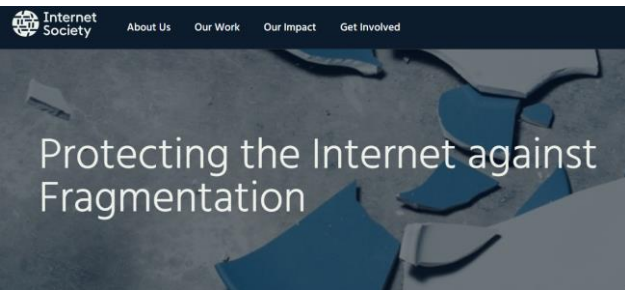 Internet
Society
About Us
Our Work
Our Impact
Get Involved
Protecting the Internet against
Fragmentation